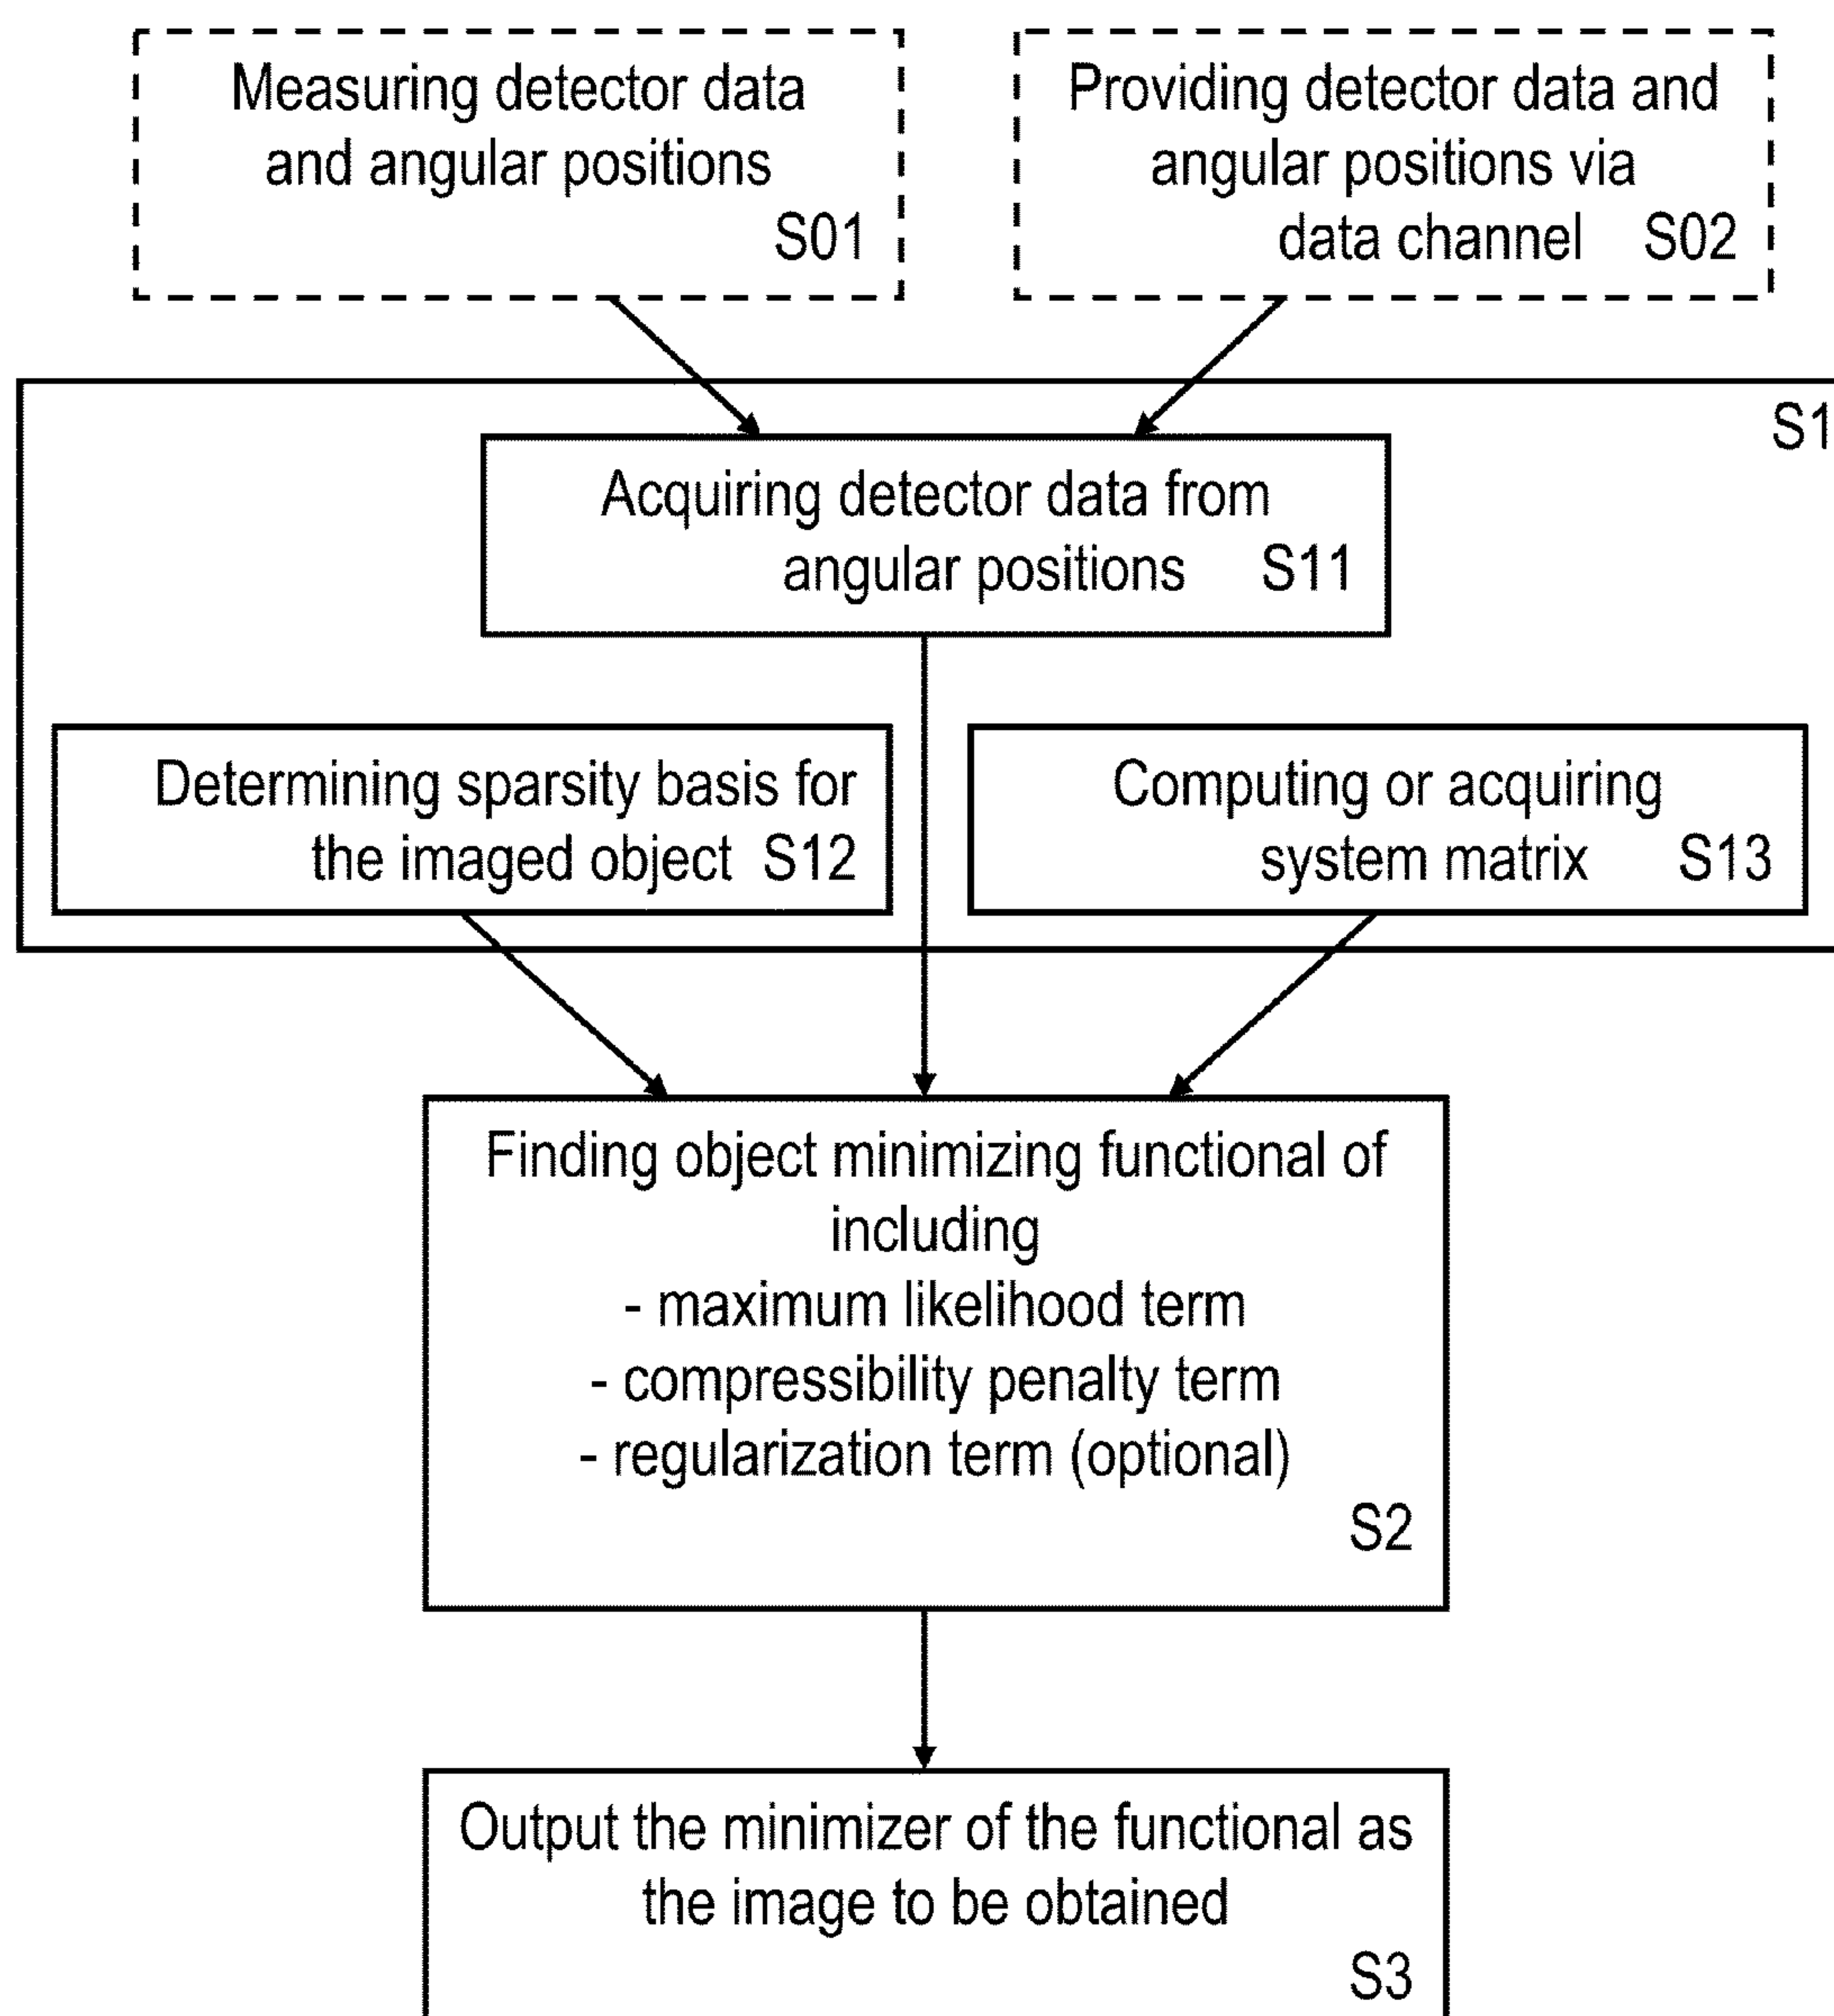 Measuring detector data
and angular positions
S01
Providing detector data and
angular positions via
data channel S02
S1
Acquiring detector data from
angular positions S11
Determining sparsity basis for
the imaged object S12
Computing or acquiring
system matrix S13
Finding object minimizing functional of
including
- maximum likelihood term
- compressibility penalty term
- regularization term (optional)
S2
Output the minimizer of the functional as
the image to be obtained
S3